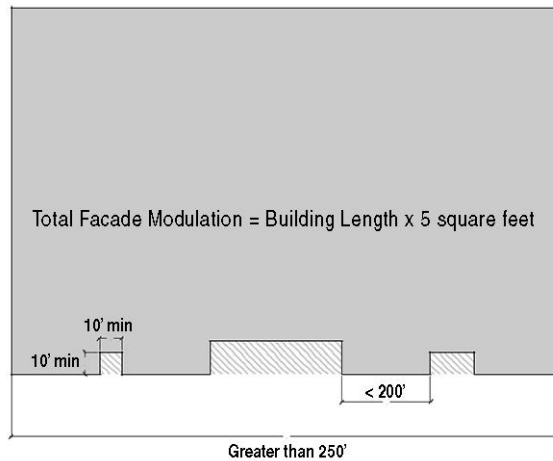 Total Facade Modulation = Building Length x 5 square feet
10' min
10' min
< 200'
Greater than 250'